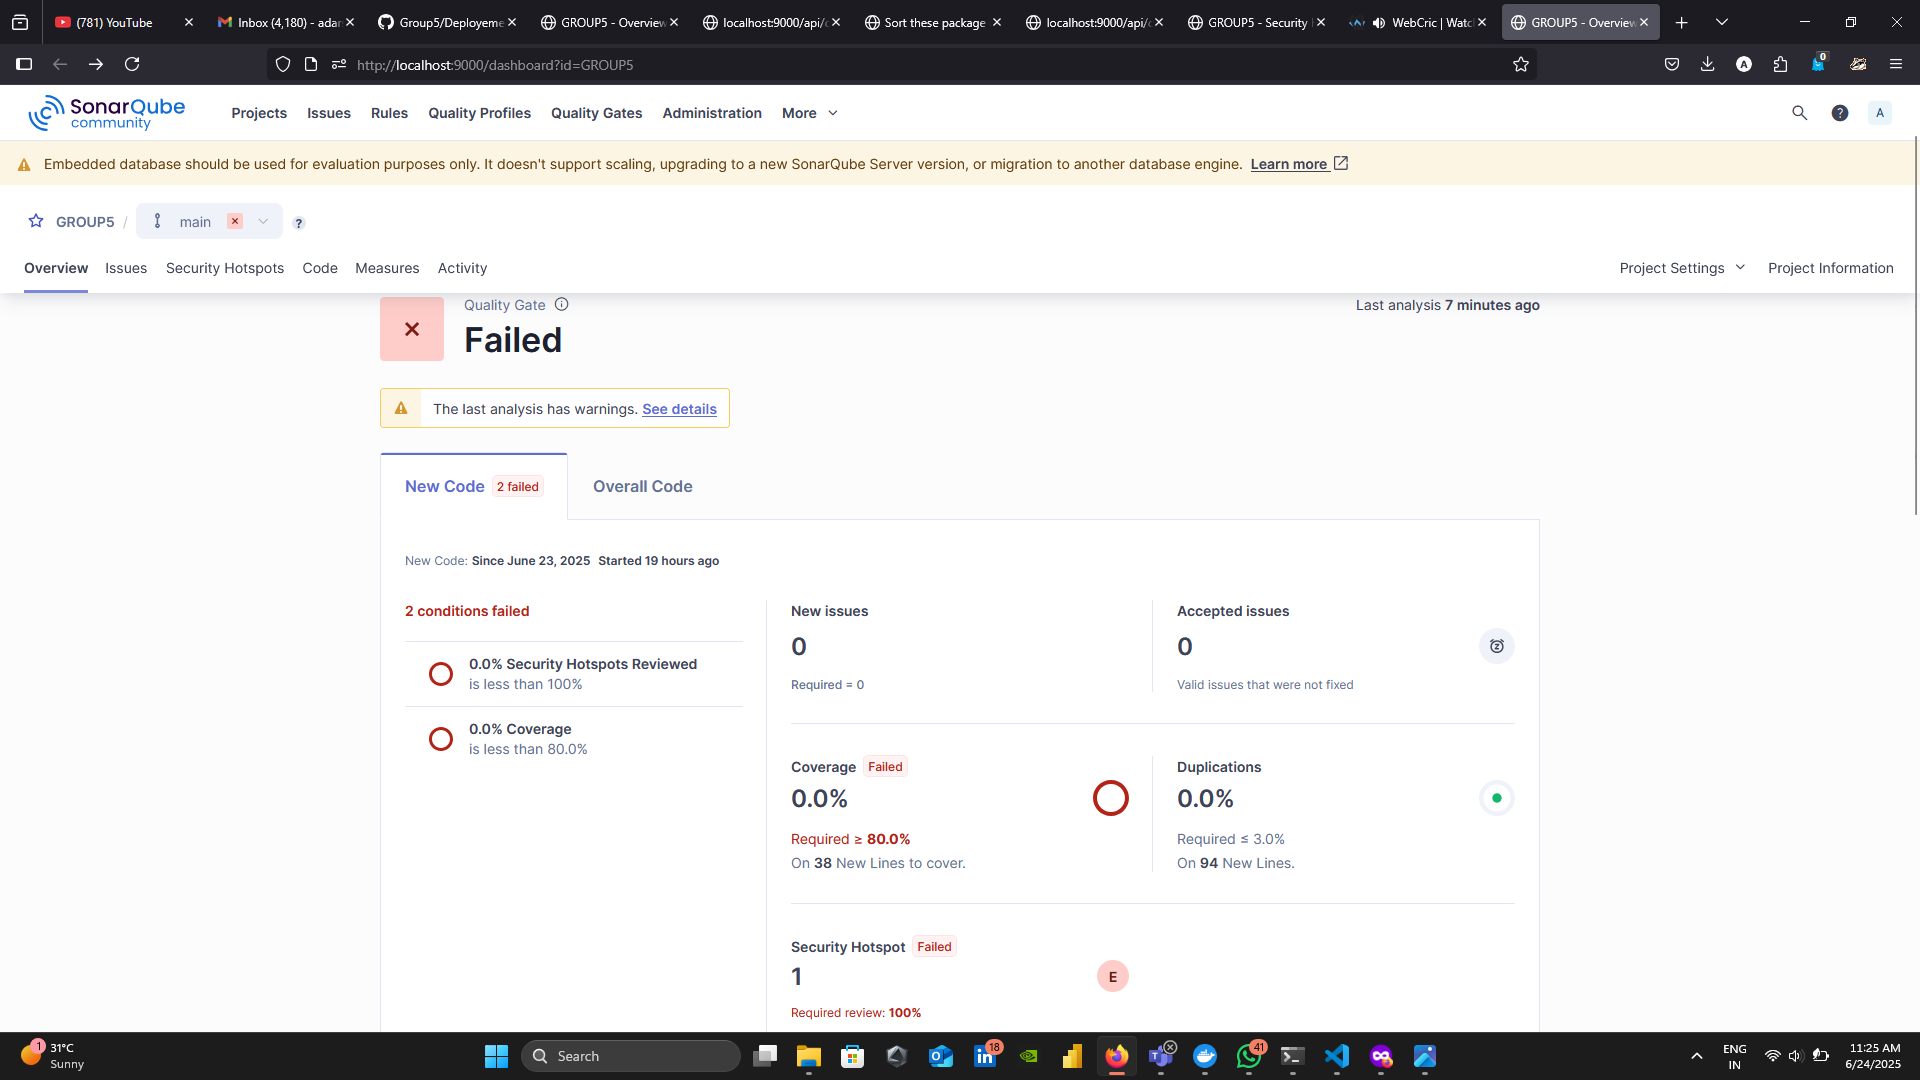 (781) YouTube
Inbox (4,180) - adar
Group5/Deployeme
GROUP5 - Overview
localhost:9000/api/c
Sort these package
localhost:9000/api/c
GROUP5 - Security
WebCric | Watc
GROUP5 - Overview
http://localhost:9000/dashboard?id=GROUP5
A
0
SonarQube
community
Projects
Issues
Rules
Quality Profiles
Quality Gates
Administration
More
?
A
Embedded database should be used for evaluation purposes only. It doesn't support scaling, upgrading to a new SonarQube Server version, or migration to another database engine. Learn more
GROUP5 / main
?
Overview
Issues
Security Hotspots
Code
Measures
Activity
Project Settings
Project Information
Quality Gate
Failed
Last analysis 7 minutes ago
The last analysis has warnings. See details
New Code 2 failed
Overall Code
New Code: Since June 23, 2025 Started 19 hours ago
2 conditions failed
0.0% Security Hotspots Reviewed
is less than 100%
0.0% Coverage
is less than 80.0%
New issues
0
Required = 0
Accepted issues
0
Valid issues that were not fixed
Coverage Failed
0.0%
Required ≥ 80.0%
On 38 New Lines to cover.
Duplications
0.0%
Required ≤ 3.0%
On 94 New Lines.
Security Hotspot Failed
1
E
Required review: 100%
1
31°C
Sunny
Search
18
41
ENG
IN
11:25 AM
6/24/2025